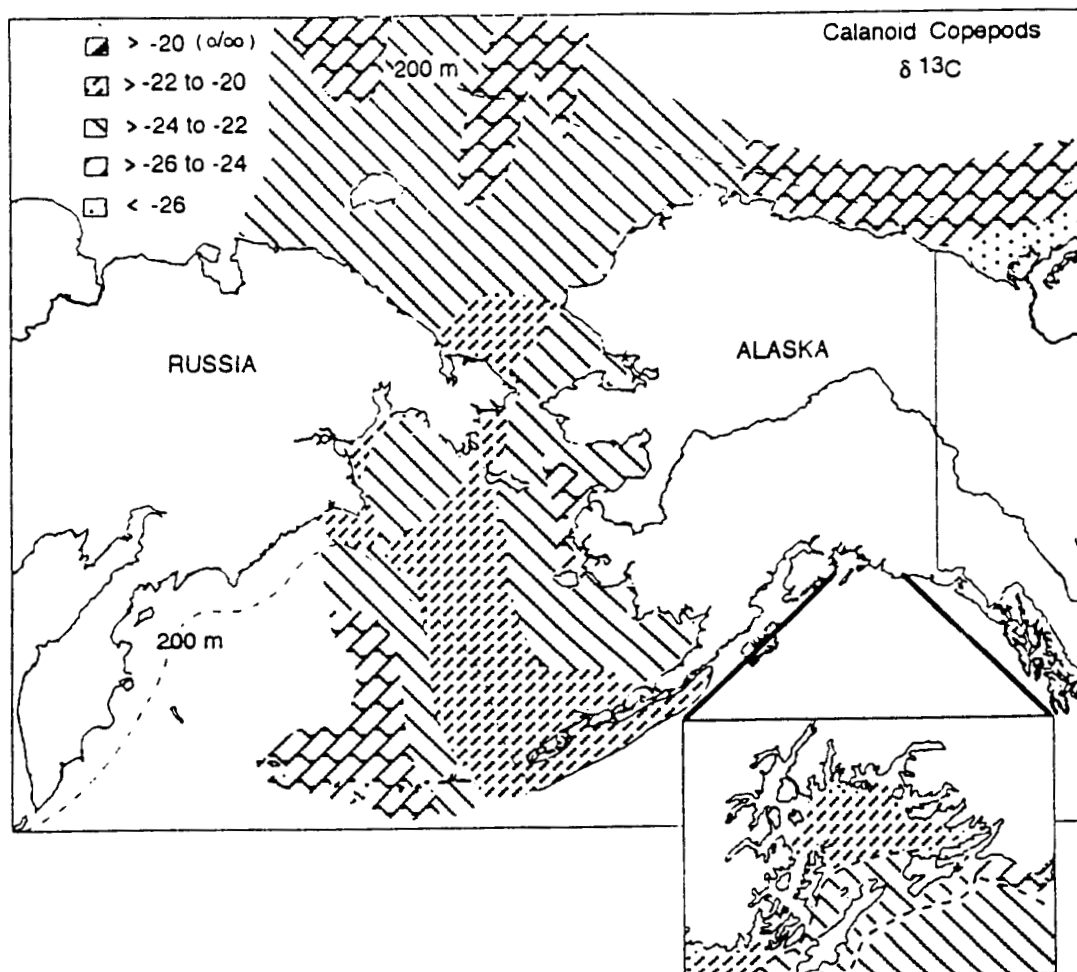 > -20 (o/oo)
> -22 to -20
> -24 to -22
> -26 to -24
< -26
200 m
Calanoid Copepods
δ 13C
RUSSIA
ALASKA
200 m